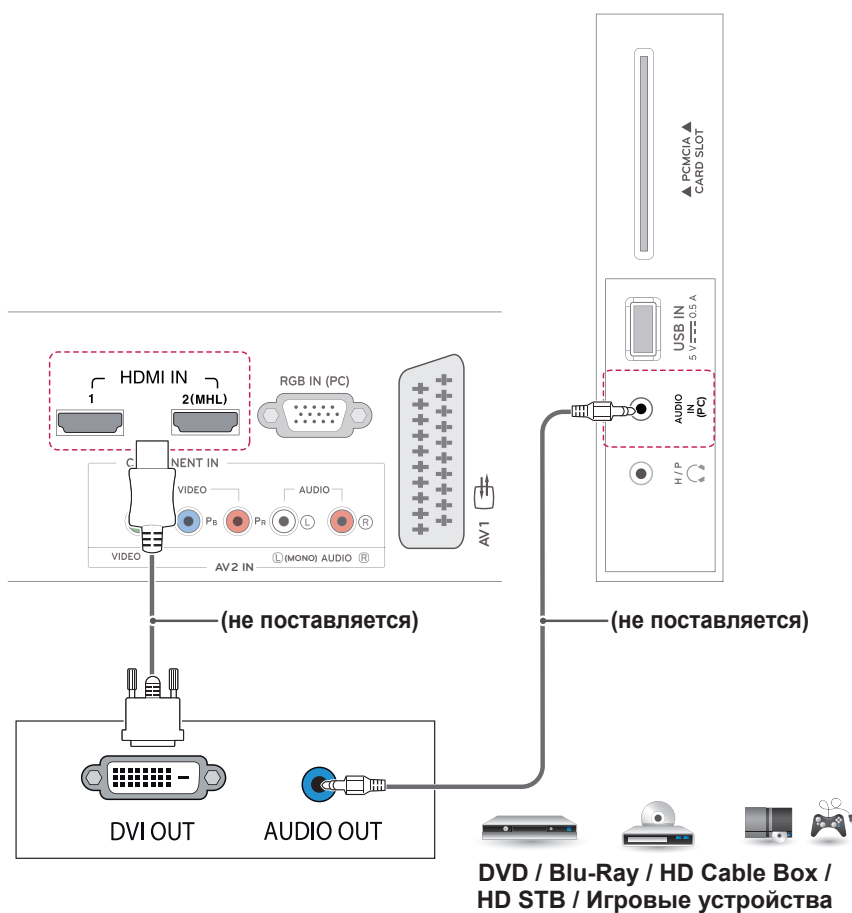 ▲ PCMCIA ▲
CARD SLOT
USB IN
5 V 0.5 A
AUDIO
IN
(PC)
H / P
HDMI IN
1
2(MHL)
RGB IN (PC)
C NENT IN
VIDEO
AUDIO
PB
PR
L
R
VIDEO
L(MONO) AUDIO R
AV2 IN
AV1
(не поставляется)
(не поставляется)
DVI OUT
AUDIO OUT
DVD / Blu-Ray / HD Cable Box /
HD STB / Игровые устройства